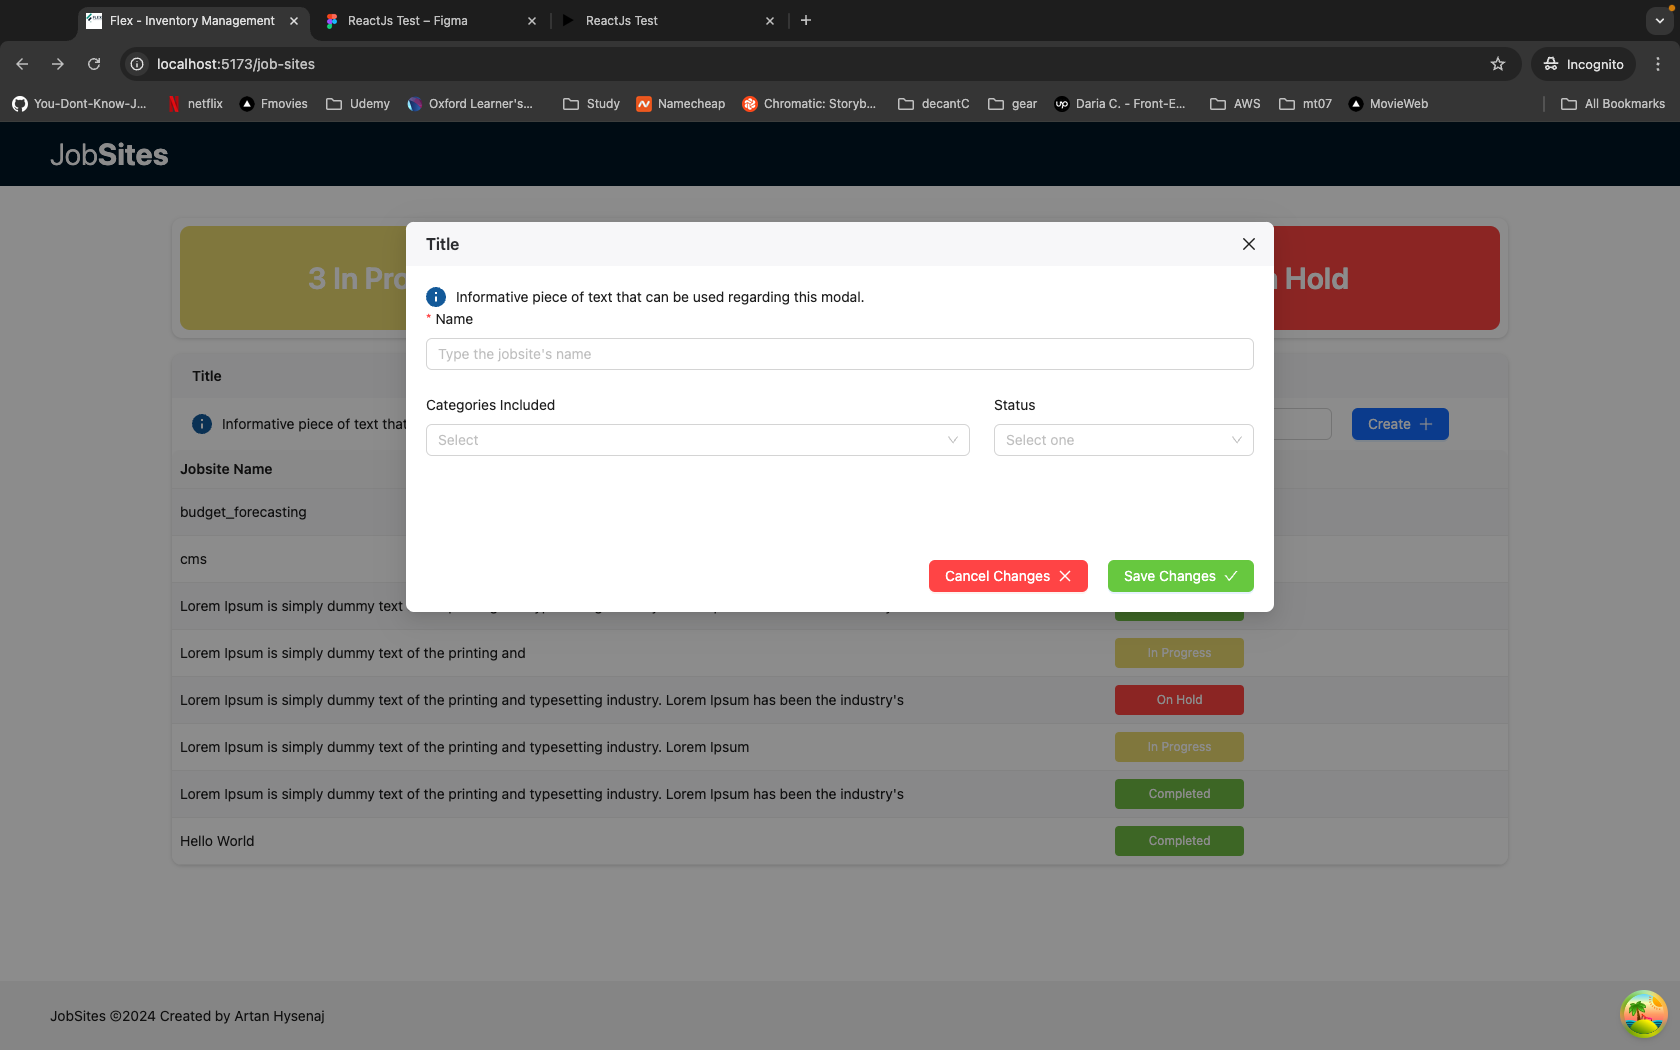 Flex - Inventory Management
ReactJs Test – Figma
ReactJs Test
localhost:5173/job-sites
Incognito
You-Dont-Know-J...
netflix
Fmovies
Udemy
Oxford Learner's...
Study
Namecheap
Chromatic: Storyb...
decantC
gear
up Daria C. - Front-E...
AWS
mt07
MovieWeb
All Bookmarks
JobSites
3 In Pro
Hold
Title
Informative piece of text that can be used regarding this modal.
* Name
Type the jobsite's name
Categories Included
Status
Select
Select one
Cancel Changes
Save Changes
Title
Informative piece of text that
Create
Jobsite Name
budget_forecasting
cms
Lorem Ipsum is simply dummy text
Lorem Ipsum is simply dummy text of the printing and
In Progress
Lorem Ipsum is simply dummy text of the printing and typesetting industry. Lorem Ipsum has been the industry's
On Hold
Lorem Ipsum is simply dummy text of the printing and typesetting industry. Lorem Ipsum
In Progress
Lorem Ipsum is simply dummy text of the printing and typesetting industry. Lorem Ipsum has been the industry's
Completed
Hello World
Completed
JobSites ©2024 Created by Artan Hysenaj